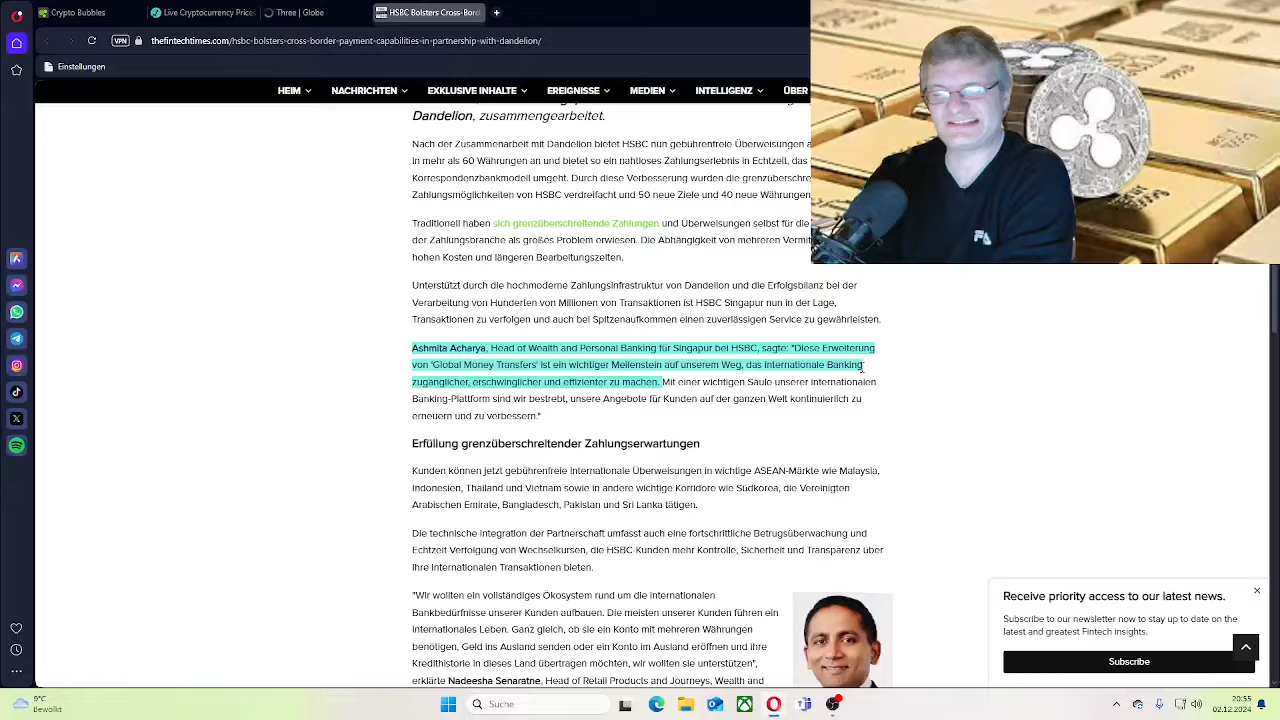 Crypto Bubbles
Live Cryptocurrency Price
Three | Globe
HSBC Bolsters Cross-Bord
VPN
thefintechtimes.com/hsbc-bolsters-cross-border-payment-capabilities-in-partnership-with-dandelion/
Einstellungen
HEIM
NACHRICHTEN
EXKLUSIVE INHALTE
EREIGNISSE
MEDIEN
INTELLIGENZ
ÜBER
Dandelion, zusammengearbeitet.
Nach der Zusammenarbeit mit Dandelion bietet HSBC nun gebührenfreie Überweisungen a
in mehr als 60 Währungen an und bietet so ein nahtloses Zahlungserlebnis in Echtzeit, das
Korrespondenzbankmodell umgeht. Durch diese Verbesserung wurden die grenzüberschre
Zahlungsmöglichkeiten von HSBC verdreifacht und 50 neue Ziele und 40 neue Währungen
Traditionell haben sich grenzüberschreitende Zahlungen und Überweisungen selbst für die
der Zahlungsbranche als großes Problem erwiesen. Die Abhängigkeit von mehreren Vermit
hohen Kosten und längeren Bearbeitungszeiten.
Unterstützt durch die hochmoderne Zahlungsinfrastruktur von Dandelion und die Erfolgsbilanz bei der
Verarbeitung von Hunderten von Millionen von Transaktionen ist HSBC Singapur nun in der Lage,
Transaktionen zu verfolgen und auch bei Spitzenaufkommen einen zuverlässigen Service zu gewährleisten.
Ashmita Acharya, Head of Wealth and Personal Banking für Singapur bei HSBC, sagte: "Diese Erweiterung
von 'Global Money Transfers' ist ein wichtiger Meilenstein auf unserem Weg, das internationale Banking
zugänglicher, erschwinglicher und effizienter zu machen. Mit einer wichtigen Säule unserer internationalen
Banking-Plattform sind wir bestrebt, unsere Angebote für Kunden auf der ganzen Welt kontinuierlich zu
erneuern und zu verbessern."
Erfüllung grenzüberschreitender Zahlungserwartungen
Kunden können jetzt gebührenfreie internationale Überweisungen in wichtige ASEAN-Märkte wie Malaysia,
Indonesien, Thailand und Vietnam sowie in andere wichtige Korridore wie Südkorea, die Vereinigten
Arabischen Emirate, Bangladesch, Pakistan und Sri Lanka tätigen.
Die technische Integration der Partnerschaft umfasst auch eine fortschrittliche Betrugsüberwachung und
Echtzeit Verfolgung von Wechselkursen, die HSBC-Kunden mehr Kontrolle, Sicherheit und Transparenz über
ihre internationalen Transaktionen bieten.
"Wir wollten ein vollständiges Ökosystem rund um die internationalen
Bankbedürfnisse unserer Kunden aufbauen. Die meisten unserer Kunden führen ein
internationales Leben. Ganz gleich, ob sie ein Konto mit mehreren Währungen
benötigen, Geld ins Ausland senden oder ein Konto im Ausland eröffnen und ihre
Kredithistorie in dieses Land übertragen möchten, wir wollten sie unterstützen",
erklärte Nadeesha Senaratne, Head of Retail Products and Journeys, Wealth and
Receive priority access to our latest news.
Subscribe to our newsletter now to stay up to date on the
latest and greatest Fintech insights.
Subscribe
9°C
Bewölkt
Suche
20:55
02.12.2024